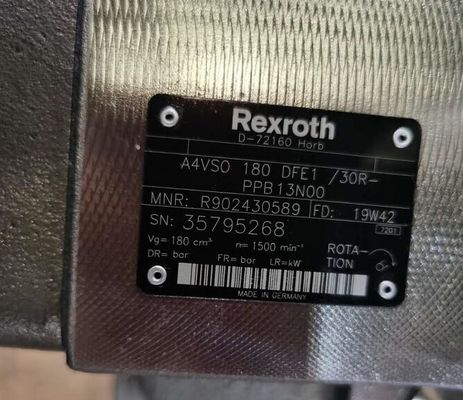 Rexroth
D-72160 Horb
A4VSO 180 DFE1 /30R-
PPB13N00
MNR: R902430589 FD: 19W42
SN: 35795268 7201
Vg= 180 cm³ n= 1500 min⁻¹ ROTA-
DR= bar FR= bar LR= kW TION
MADE IN GERMANY